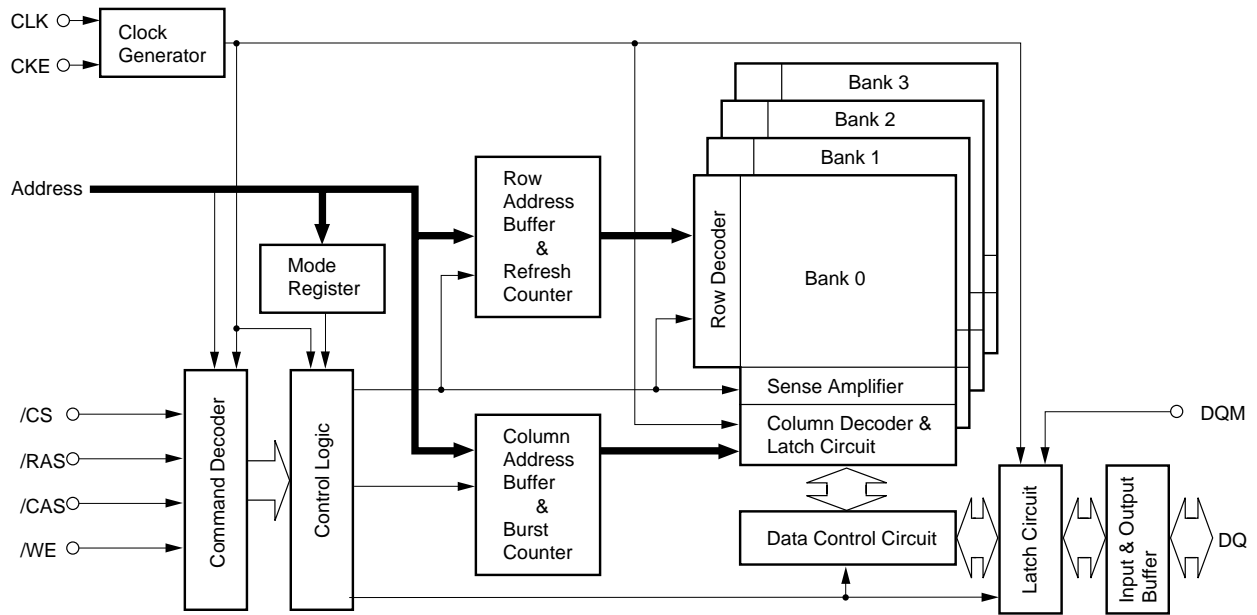 CLK
CKE
Clock
Generator
Bank 3
Bank 2
Bank 1
Bank 0
Address
Row
Address
Buffer
&
Refresh
Counter
Row Decoder
Mode
Register
Sense Amplifier
Column Decoder &
Latch Circuit
/CS
/RAS
/CAS
/WE
Command Decoder
Control Logic
Column
Address
Buffer
&
Burst
Counter
Data Control Circuit
DQM
Latch Circuit
Input & Output
Buffer
DQ